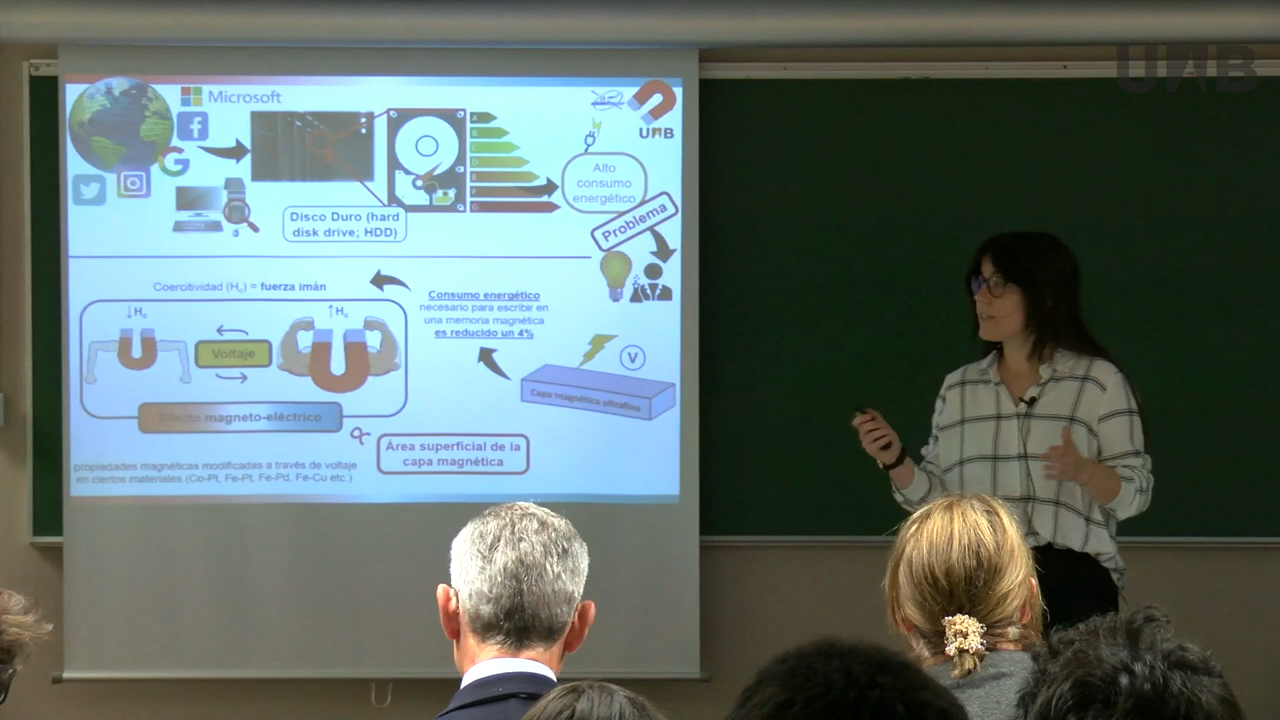 UAB
Microsoft
UAB
A
B
D
E
F
G
Alto
consumo
energético
Problema
Disco Duro (hard
disk drive; HDD)
Coercitividad (Hc) = fuerza imán
↓Hc
↑Hc
Voltaje
Efecto magneto-eléctrico
Consumo energético
necesario para escribir en
una memoria magnética
es reducido un 4%
V
Capa magnética ultrafina
α
Área superficial de la
capa magnética
propiedades magnéticas modificadas a través de voltaje
en ciertos materiales (Co-Pt, Fe-Pt, Fe-Pd, Fe-Cu etc.)